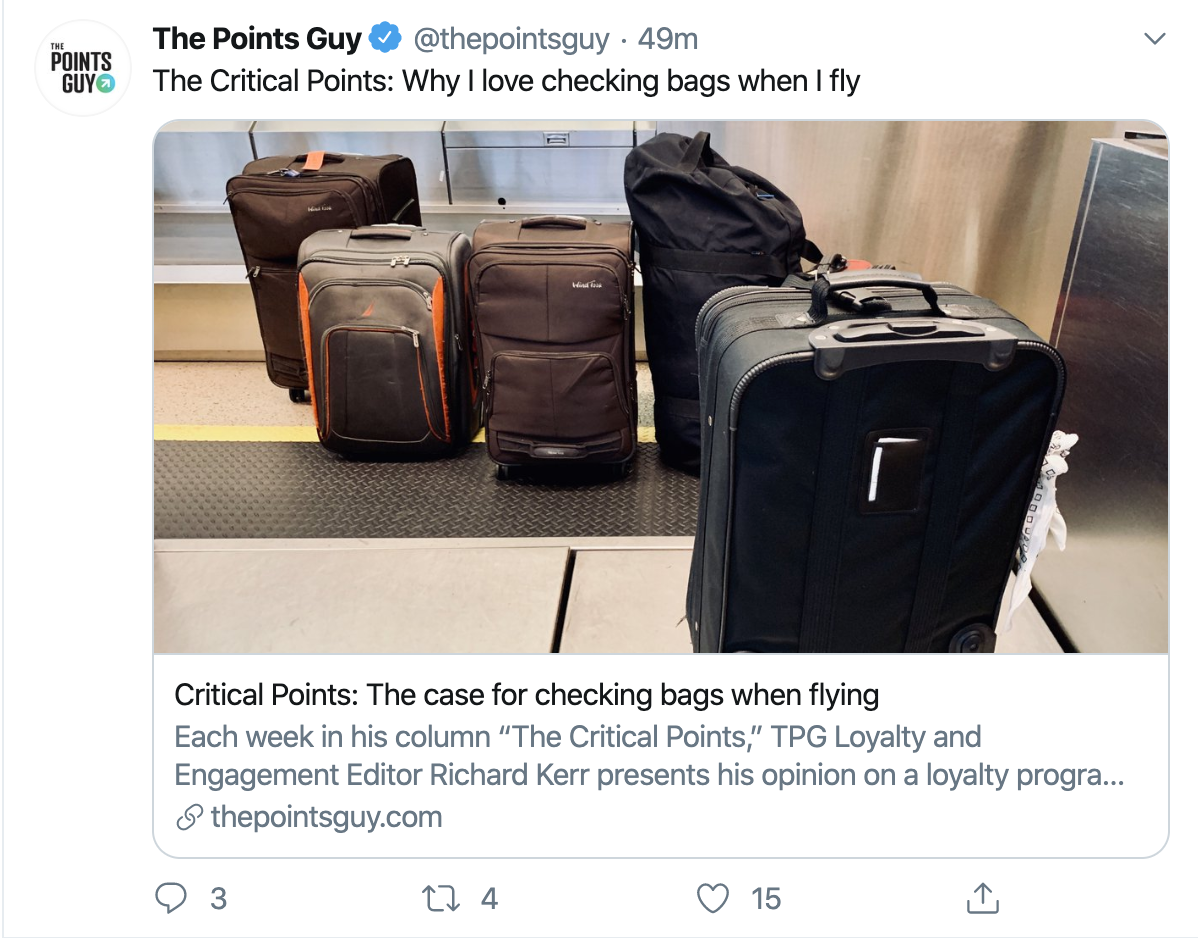 THE
POINTS
GUY
The Points Guy @thepointsguy · 49m
The Critical Points: Why I love checking bags when I fly
Critical Points: The case for checking bags when flying
Each week in his column “The Critical Points,” TPG Loyalty and
Engagement Editor Richard Kerr presents his opinion on a loyalty progra...
thepointsguy.com
3 4 15